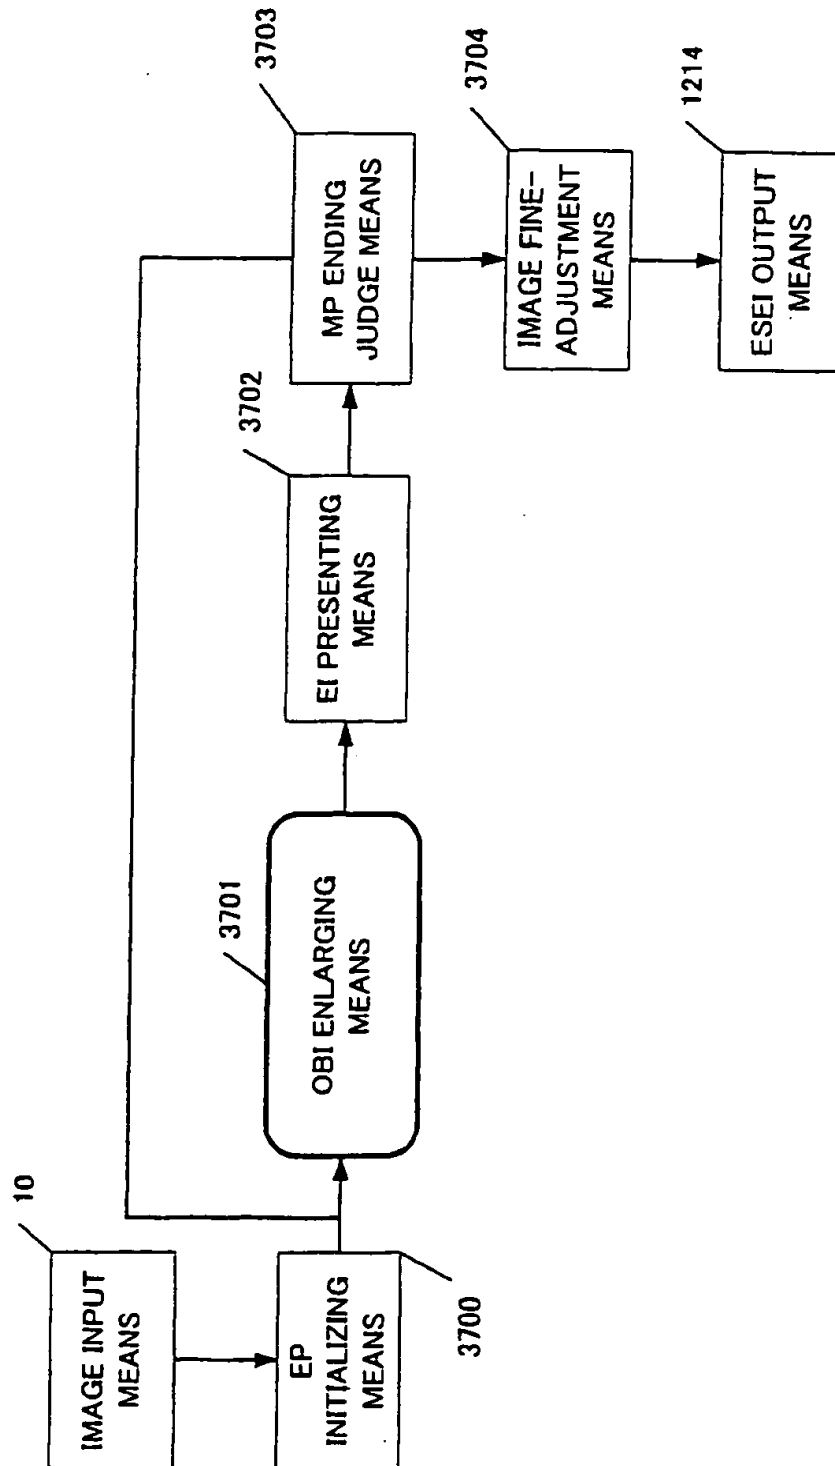 10
IMAGE INPUT
MEANS
EP
INITIALIZING
MEANS
3700
3701
OBI ENLARGING
MEANS
3702
EI PRESENTING
MEANS
3703
MP ENDING
JUDGE MEANS
3704
IMAGE FINE-
ADJUSTMENT
MEANS
1214
ESEI OUTPUT
MEANS